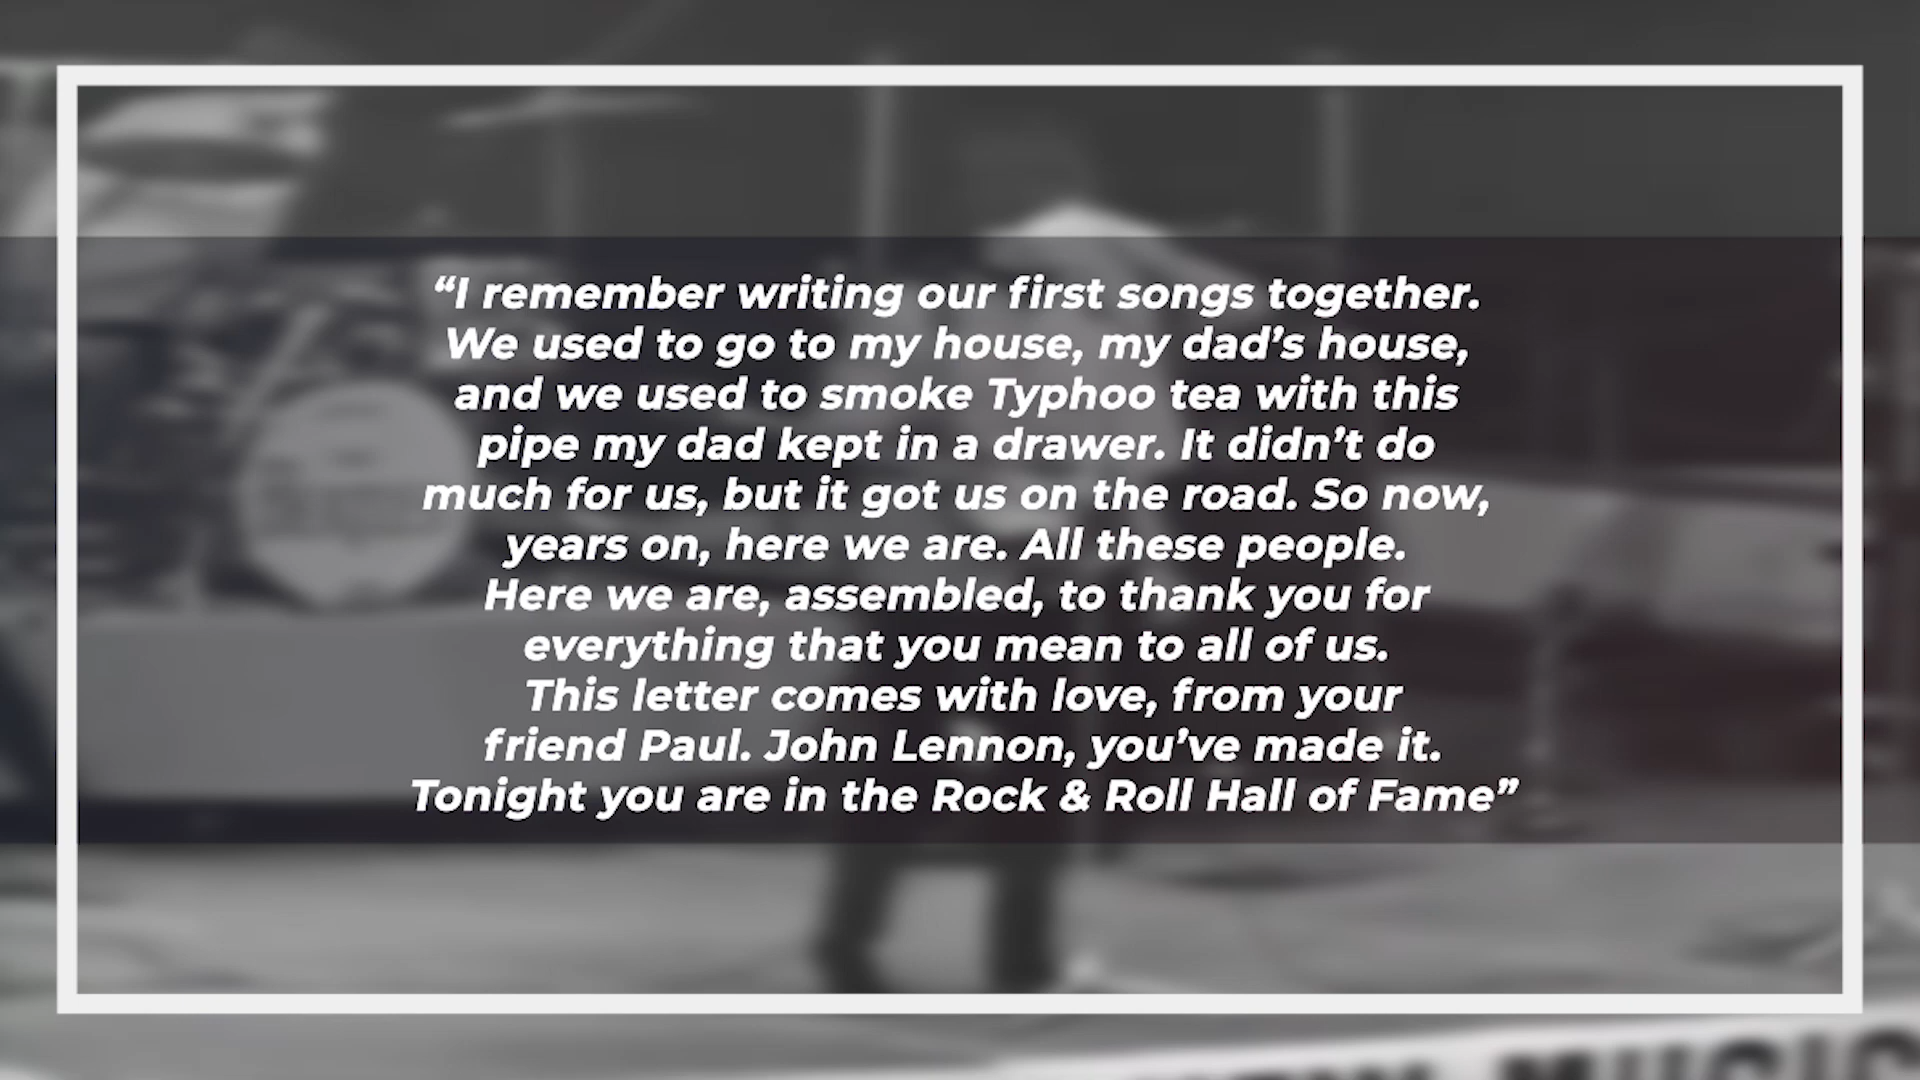 “I remember writing our first songs together.
We used to go to my house, my dad’s house,
and we used to smoke Typhoo tea with this
pipe my dad kept in a drawer. It didn’t do
much for us, but it got us on the road. So now,
years on, here we are. All these people.
Here we are, assembled, to thank you for
everything that you mean to all of us.
This letter comes with love, from your
friend Paul. John Lennon, you’ve made it.
Tonight you are in the Rock & Roll Hall of Fame”
MUSIC